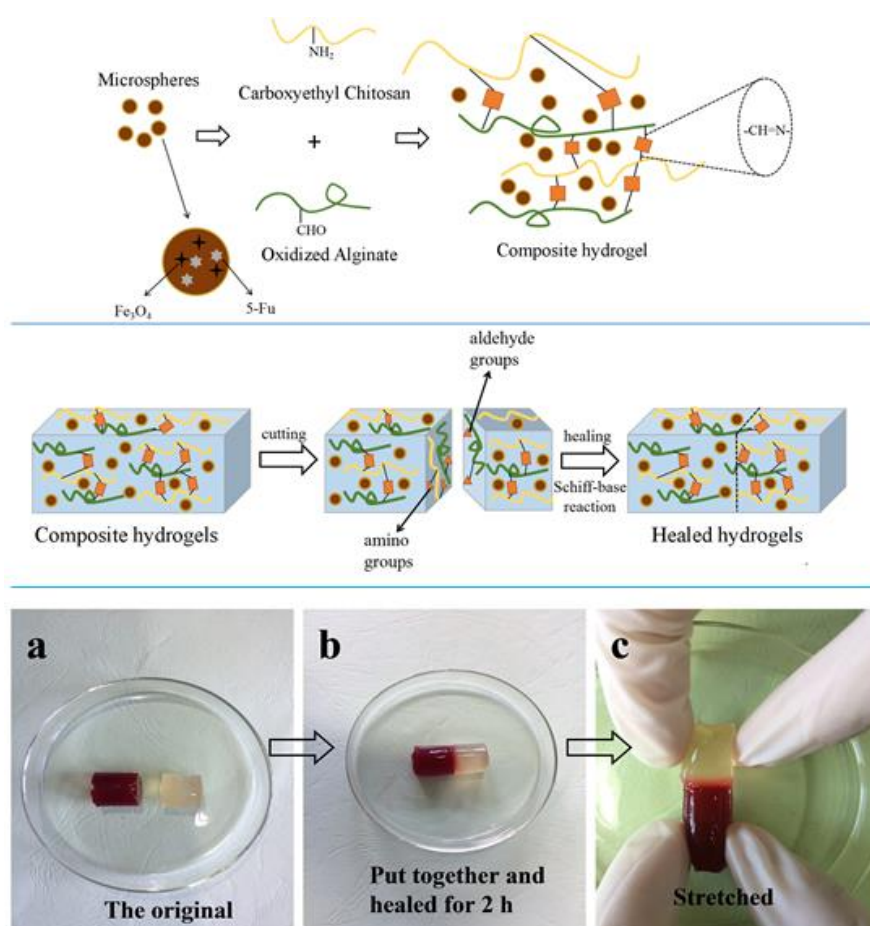 NH₂
Microspheres
Carboxyethyl Chitosan
+
-CH=N-
CHO
Oxidized Alginate
Composite hydrogel
Fe₃O₄
5-Fu
aldehyde
groups
cutting
healing
Schiff-base
reaction
Composite hydrogels
amino
groups
Healed hydrogels
a
b
c
The original
Put together and
healed for 2 h
Stretched